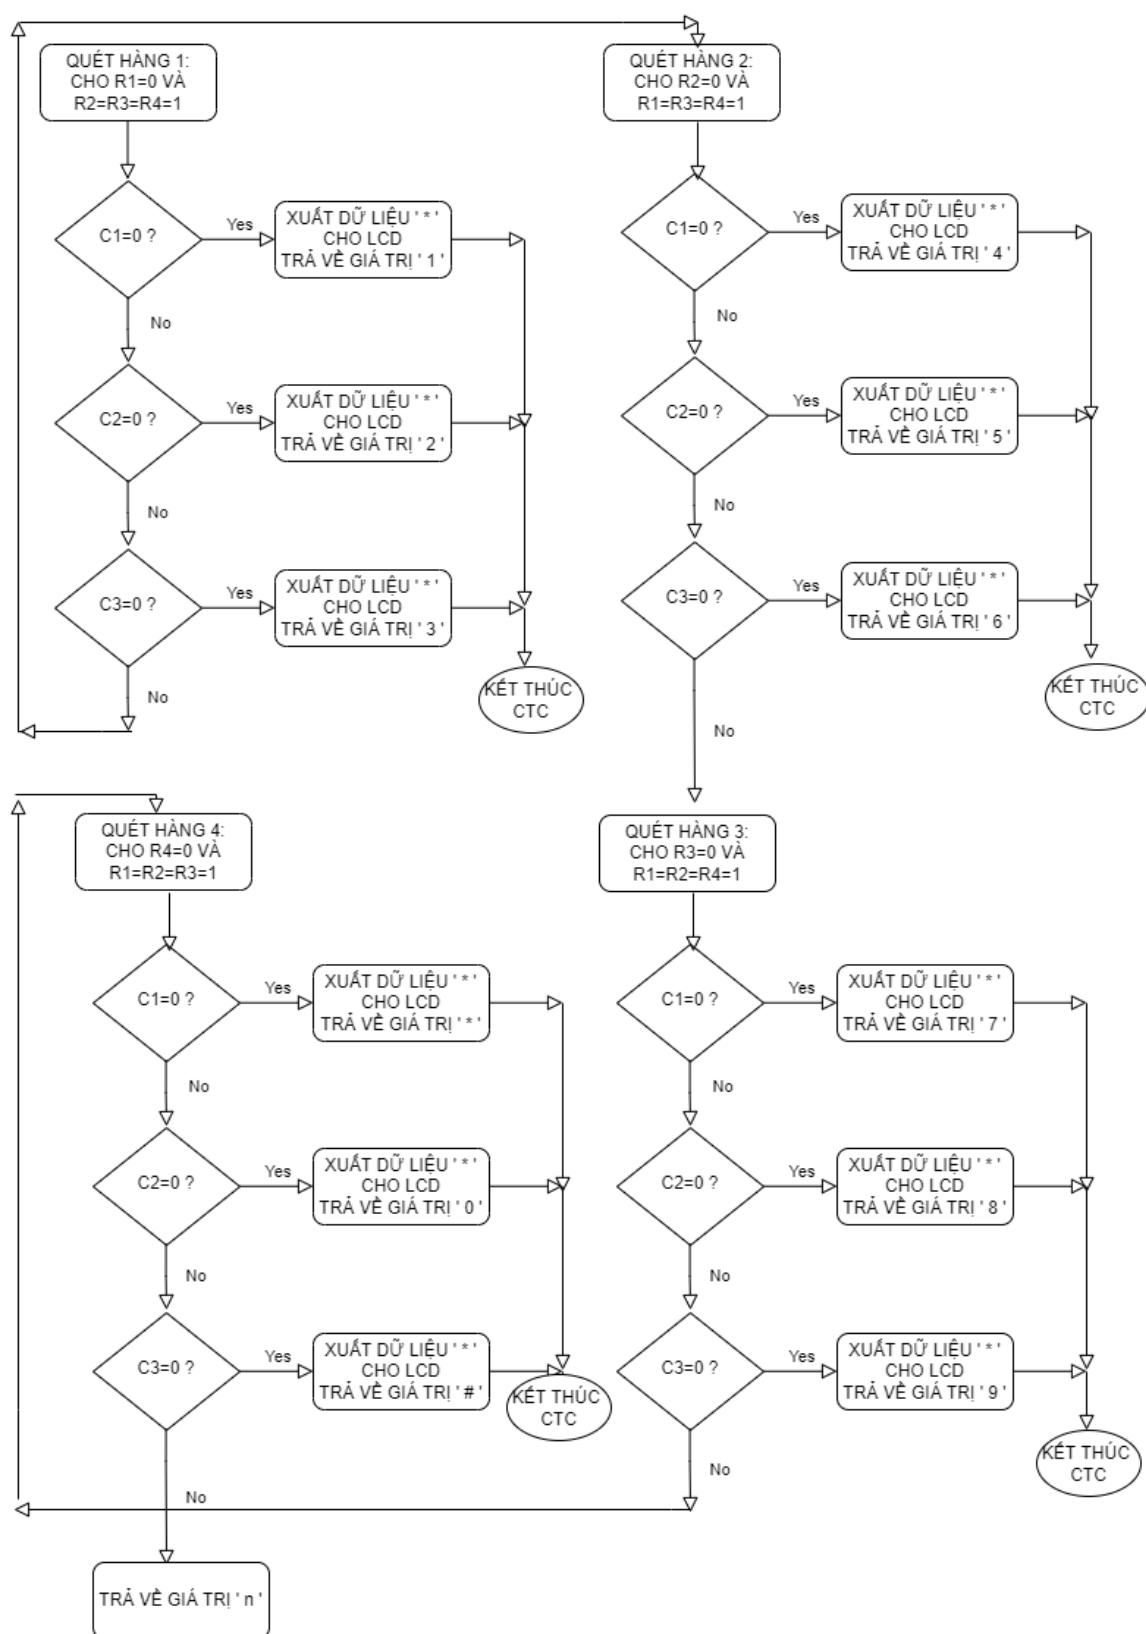 QUÉT HÀNG 1:
CHO R1=0 VÀ
R2=R3=R4=1
C1=0 ?
Yes
XUẤT DỮ LIỆU ' * '
CHO LCD
TRẢ VỀ GIÁ TRỊ ' 1 '
No
C2=0 ?
Yes
XUẤT DỮ LIỆU ' * '
CHO LCD
TRẢ VỀ GIÁ TRỊ ' 2 '
No
C3=0 ?
Yes
XUẤT DỮ LIỆU ' * '
CHO LCD
TRẢ VỀ GIÁ TRỊ ' 3 '
No
KẾT THÚC
CTC
QUÉT HÀNG 2:
CHO R2=0 VÀ
R1=R3=R4=1
C1=0 ?
Yes
XUẤT DỮ LIỆU ' * '
CHO LCD
TRẢ VỀ GIÁ TRỊ ' 4 '
No
C2=0 ?
Yes
XUẤT DỮ LIỆU ' * '
CHO LCD
TRẢ VỀ GIÁ TRỊ ' 5 '
No
C3=0 ?
Yes
XUẤT DỮ LIỆU ' * '
CHO LCD
TRẢ VỀ GIÁ TRỊ ' 6 '
No
KẾT THÚC
CTC
QUÉT HÀNG 4:
CHO R4=0 VÀ
R1=R2=R3=1
C1=0 ?
Yes
XUẤT DỮ LIỆU ' * '
CHO LCD
TRẢ VỀ GIÁ TRỊ ' * '
No
C2=0 ?
Yes
XUẤT DỮ LIỆU ' * '
CHO LCD
TRẢ VỀ GIÁ TRỊ ' 0 '
No
C3=0 ?
Yes
XUẤT DỮ LIỆU ' * '
CHO LCD
TRẢ VỀ GIÁ TRỊ ' # '
KẾT THÚC
CTC
No
TRẢ VỀ GIÁ TRỊ ' n '
QUÉT HÀNG 3:
CHO R3=0 VÀ
R1=R2=R4=1
C1=0 ?
Yes
XUẤT DỮ LIỆU ' * '
CHO LCD
TRẢ VỀ GIÁ TRỊ ' 7 '
No
C2=0 ?
Yes
XUẤT DỮ LIỆU ' * '
CHO LCD
TRẢ VỀ GIÁ TRỊ ' 8 '
No
C3=0 ?
Yes
XUẤT DỮ LIỆU ' * '
CHO LCD
TRẢ VỀ GIÁ TRỊ ' 9 '
No
KẾT THÚC
CTC